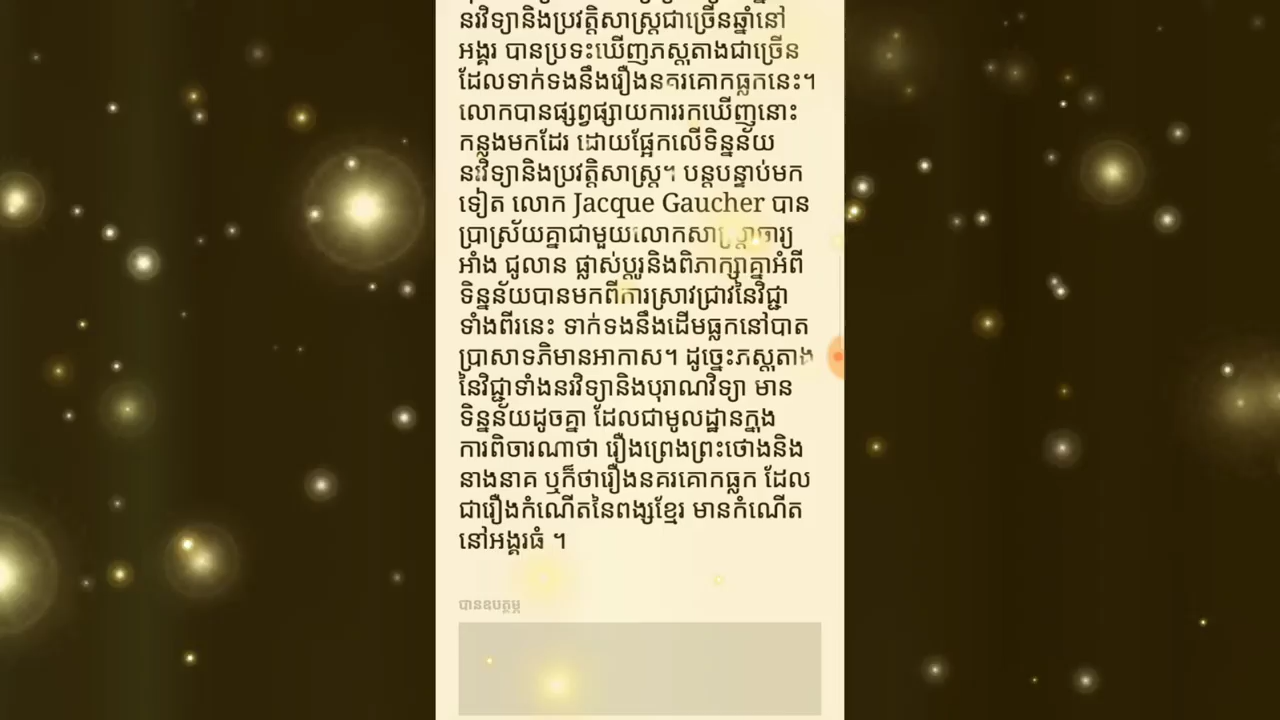 នរវិទ្យានិងប្រវត្តិសាស្ត្រជាច្រើនឆ្នាំនៅ
អង្គរ បានប្រទះឃើញភស្តុតាងជាច្រើន
ដែលទាក់ទងនឹងរឿងនគរគោកធ្លកនេះ។
លោកបានផ្សព្វផ្សាយការរកឃើញនោះ
កន្លងមកដែរ ដោយផ្អែកលើទិន្នន័យ
នរវិទ្យានិងប្រវត្តិសាស្ត្រ។ បន្តបន្ទាប់មក
ទៀត លោក Jacque Gaucher បាន
ប្រាស្រ័យគ្នាជាមួយលោកសាស្ត្រាចារ្យ
អាំង ជូលាន ផ្លាស់ប្តូរនិងពិភាក្សាគ្នាអំពី
ទិន្នន័យបានមកពីការស្រាវជ្រាវនៃវិជ្ជា
ទាំងពីរនេះ ទាក់ទងនឹងដើមធ្លកនៅបាត
ប្រាសាទភិមានអាកាស។ ដូច្នេះភស្តុតាង
នៃវិជ្ជាទាំងនរវិទ្យានិងបុរាណវិទ្យា មាន
ទិន្នន័យដូចគ្នា ដែលជាមូលដ្ឋានក្នុង
ការពិចារណាថា រឿងព្រេងព្រះថោងនិង
នាងនាគ ឬក៏ថារឿងនគរគោកធ្លក ដែល
ជារឿងកំណើតនៃពង្សខ្មែរ មានកំណើត
នៅអង្គរធំ ។
បានឧបត្ថម្ភ